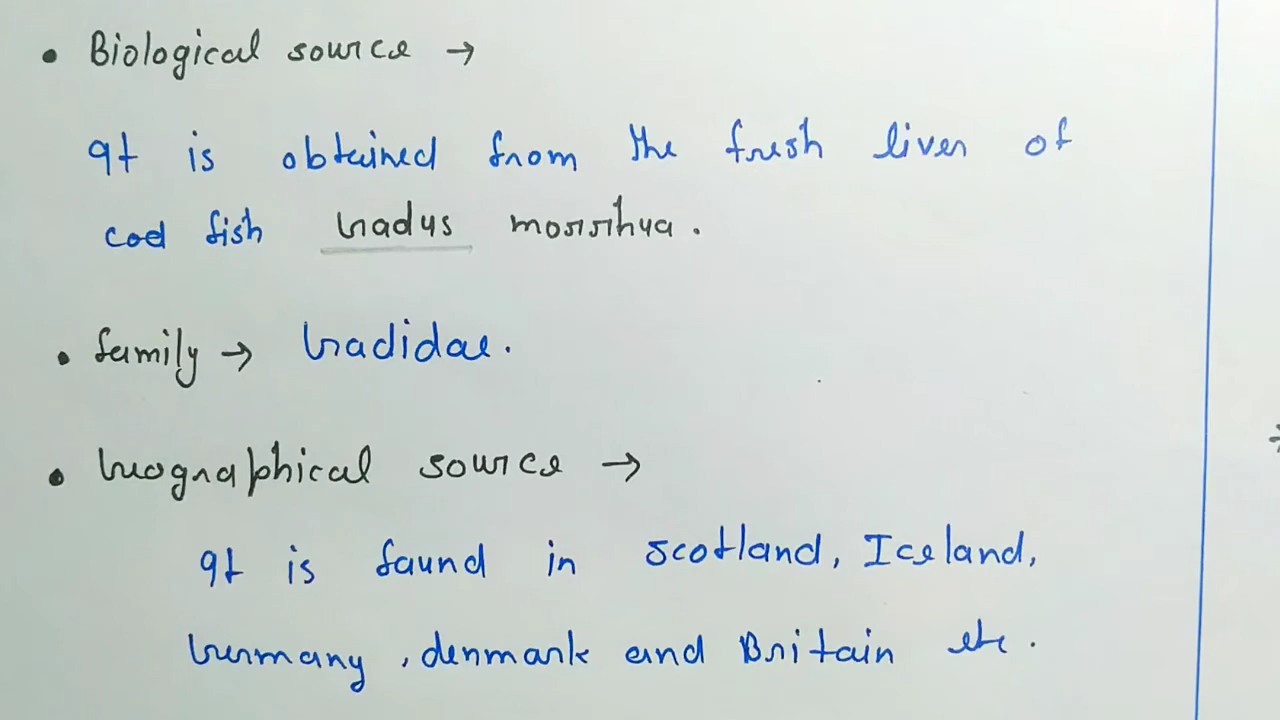 • Biological source →
It is obtained from the fresh liver of
cod fish Gadus morrhua.
• family → Gadidae.
• Geographical source →
It is faund in scotland, Iceland,
Germany, denmark and Britain etc.